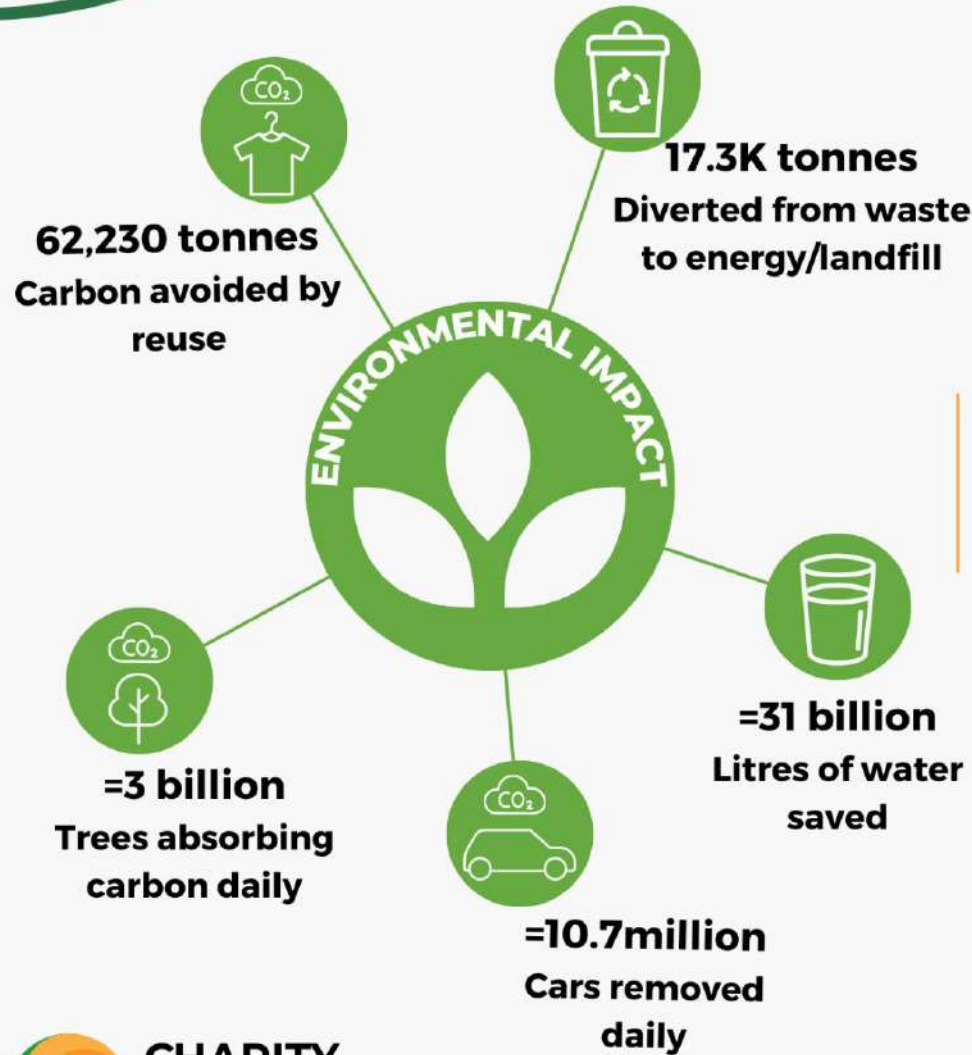 CO₂
62,230 tonnes
Carbon avoided by
reuse
17.3K tonnes
Diverted from waste
to energy/landfill
ENVIRONMENTAL IMPACT
CO₂
=3 billion
Trees absorbing
carbon daily
=31 billion
Litres of water
saved
CO₂
=10.7million
Cars removed
daily
CHARITY